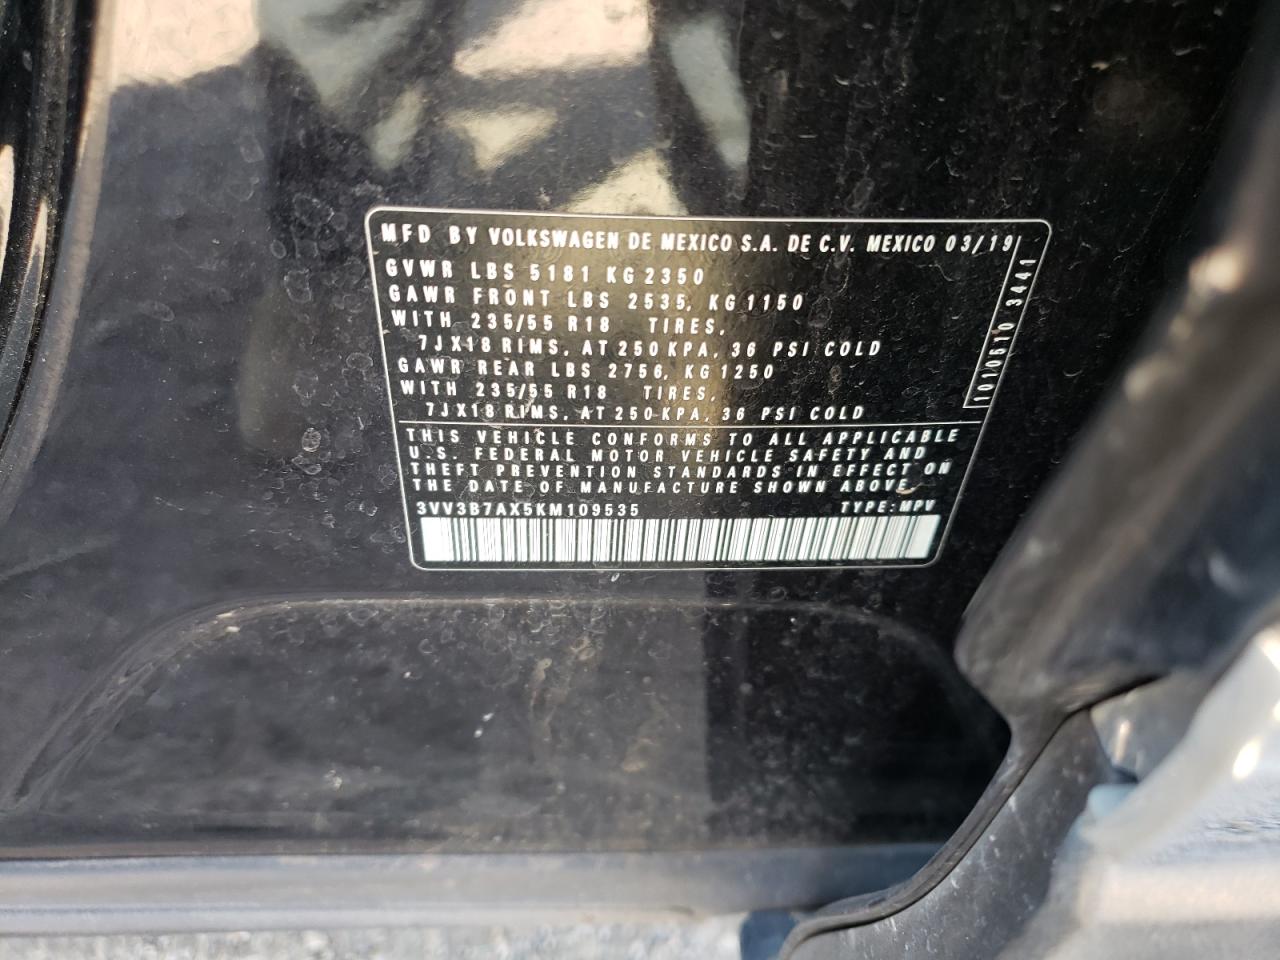 MFD BY VOLKSWAGEN DE MEXICO S.A. DE C.V. MEXICO 03/19
GVWR LBS 5181 KG 2350
GAWR FRONT LBS 2535, KG 1150
WITH 235/55 R18 TIRES,
7JX18 RIMS, AT 250 KPA, 36 PSI COLD
GAWR REAR LBS 2756, KG 1250
WITH 235/55 R18 TIRES,
7JX18 RIMS, AT 250 KPA, 36 PSI COLD
1010510 3441
THIS VEHICLE CONFORMS TO ALL APPLICABLE
U.S. FEDERAL MOTOR VEHICLE SAFETY AND
THEFT PREVENTION STANDARDS IN EFFECT ON
THE DATE OF MANUFACTURE SHOWN ABOVE.
3VV3B7AX5KM109535 TYPE:MPV